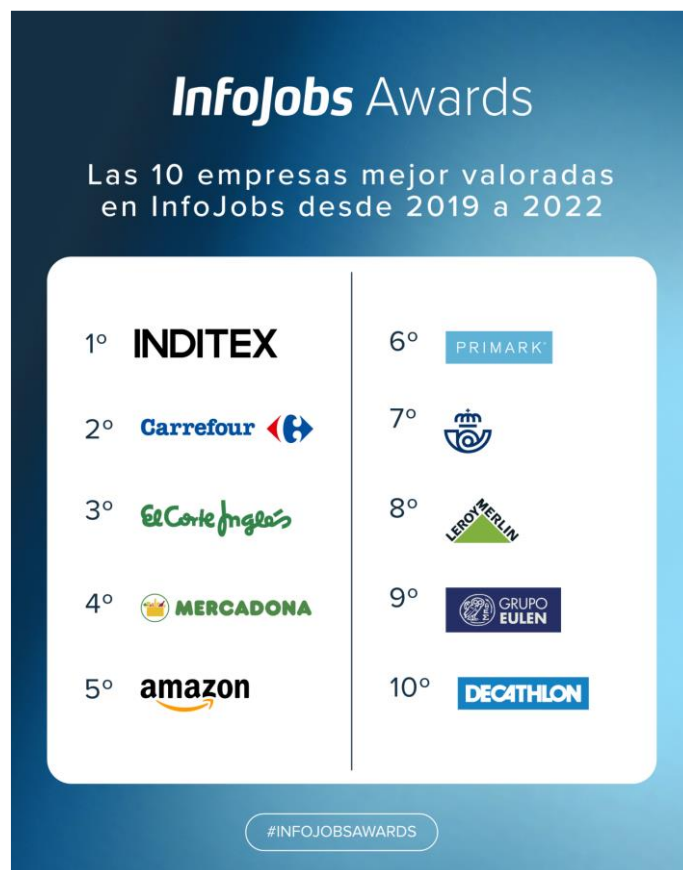 InfoJobs Awards
Las 10 empresas mejor valoradas
en InfoJobs desde 2019 a 2022
1º INDITEX
2º Carrefour
3º El Corte Inglés
4º MERCADONA
5º amazon
6º PRIMARK
7º
8º LEROY MERLIN
9º GRUPO
EULEN
10º DECATHLON
#INFOJOBSAWARDS